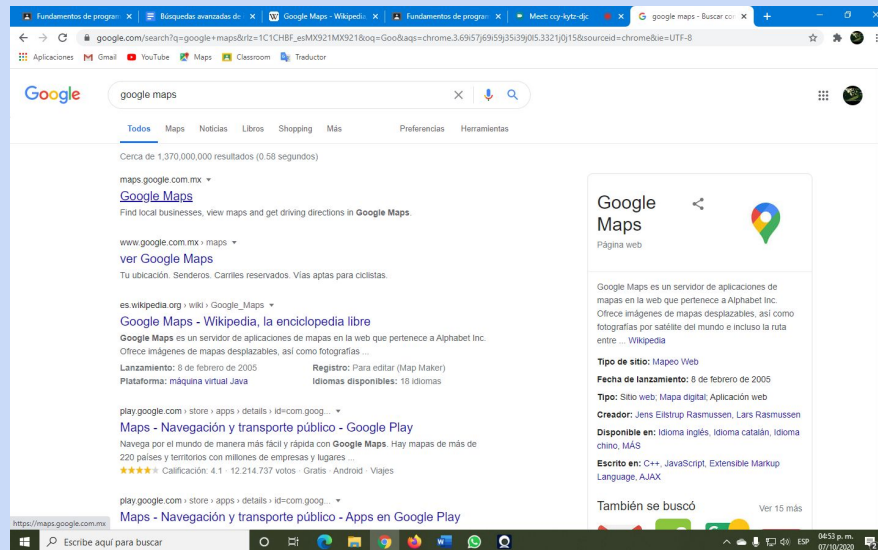 Fundamentos de program
Búsquedas avanzadas de
Google Maps - Wikipedia
Fundamentos de program
Meet: ccy-kytz-djc
google maps - Buscar con
google.com/search?q=google+maps&rlz=1C1CHBF_esMX921MX921&oq=Goo&aqs=chrome.3.69i57j69i59j35i39j0l5.3321j0j15&sourceid=chrome&ie=UTF-8
Aplicaciones Gmail YouTube Maps Classroom Traductor
Google google maps
Todos Maps Noticias Libros Shopping Más Preferencias Herramientas
Cerca de 1,370,000,000 resultados (0.58 segundos)
maps.google.com.mx
Google Maps
Find local businesses, view maps and get driving directions in Google Maps.
www.google.com.mx › maps
ver Google Maps
Tu ubicación. Senderos. Carriles reservados. Vías aptas para ciclistas.
es.wikipedia.org › wiki › Google_Maps
Google Maps - Wikipedia, la enciclopedia libre
Google Maps es un servidor de aplicaciones de mapas en la web que pertenece a Alphabet Inc.
Ofrece imágenes de mapas desplazables, así como fotografías ...
Lanzamiento: 8 de febrero de 2005 Registro: Para editar (Map Maker)
Plataforma: máquina virtual Java Idiomas disponibles: 18 idiomas
play.google.com › store › apps › details › id=com.goog...
Maps - Navegación y transporte público - Google Play
Navega por el mundo de manera más fácil y rápida con Google Maps. Hay mapas de más de
220 países y territorios con millones de empresas y lugares ...
Calificación: 4.1 · 12.214.737 votos · Gratis · Android · Viajes
play.google.com › store › apps › details › id=com.goog...
Maps - Navegación y transporte público - Apps en Google Play
Google
Maps
Página web
Google Maps es un servidor de aplicaciones de
mapas en la web que pertenece a Alphabet Inc.
Ofrece imágenes de mapas desplazables, así como
fotografías por satélite del mundo e incluso la ruta
entre ... Wikipedia
Tipo de sitio: Mapeo Web
Fecha de lanzamiento: 8 de febrero de 2005
Tipo: Sitio web; Mapa digital; Aplicación web
Creador: Jens Eilstrup Rasmussen, Lars Rasmussen
Disponible en: Idioma inglés, Idioma catalán, Idioma
chino, MÁS
Escrito en: C++, JavaScript, Extensible Markup
Language, AJAX
También se buscó Ver 15 más
https://maps.google.com.mx
Escribe aquí para buscar
ESP
04:53 p. m.
07/10/2020